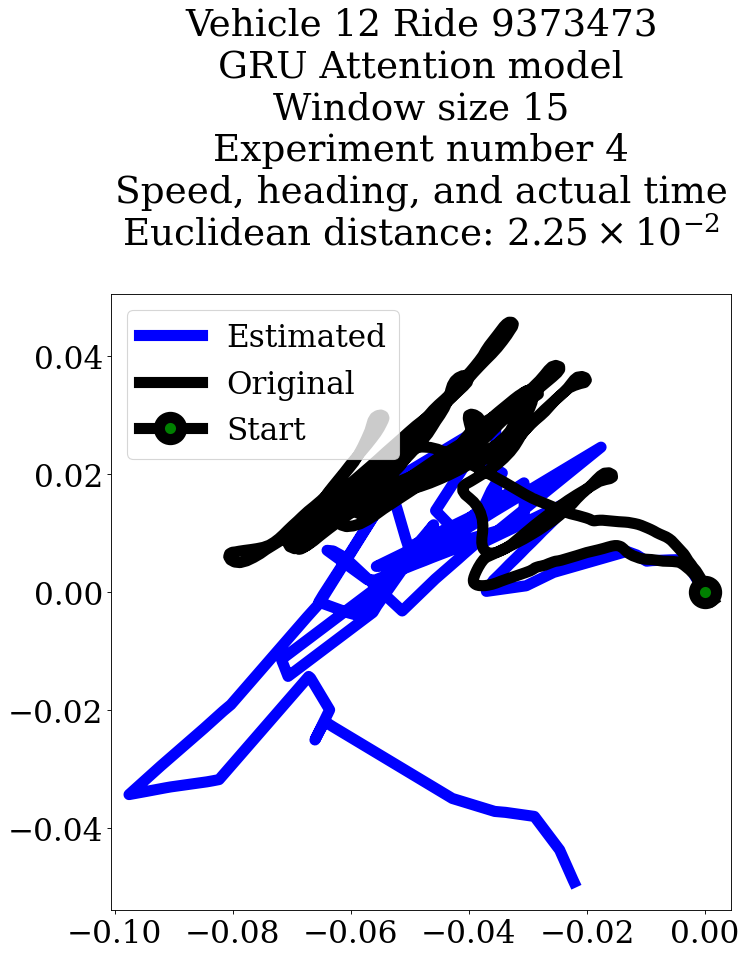 Vehicle 12 Ride 9373473
GRU Attention model
Window size 15
Experiment number 4
Speed, heading, and actual time
Euclidean distance: 2.25 × 10⁻²
Estimated
Original
Start
0.04
0.02
0.00
−0.02
−0.04
−0.10 −0.08 −0.06 −0.04 −0.02 0.00